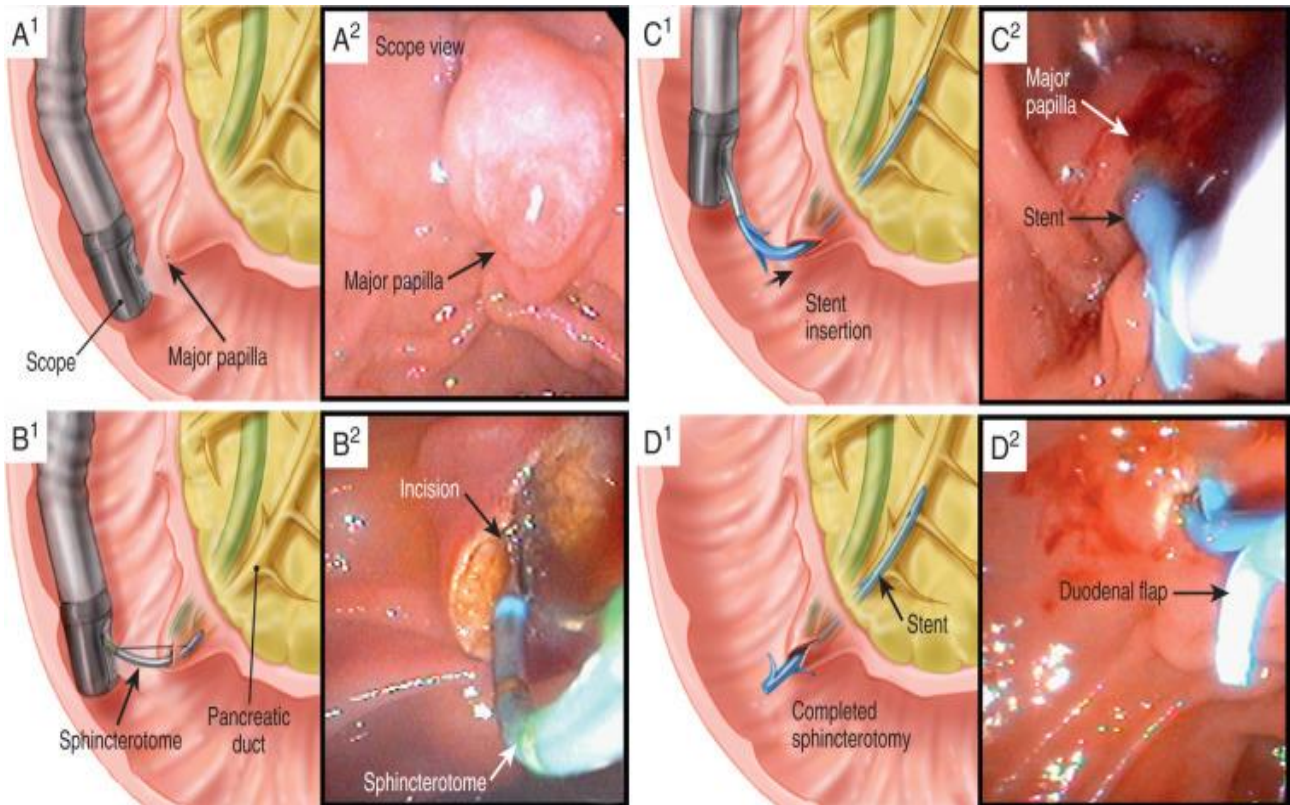 A1
Scope
Major papilla
A2
Scope view
Major papilla
C1
Stent
insertion
C2
Major
papilla
Stent
B1
Sphincterotome
Pancreatic
duct
B2
Incision
Sphincterotome
D1
Stent
Completed
sphincterotomy
D2
Duodenal flap